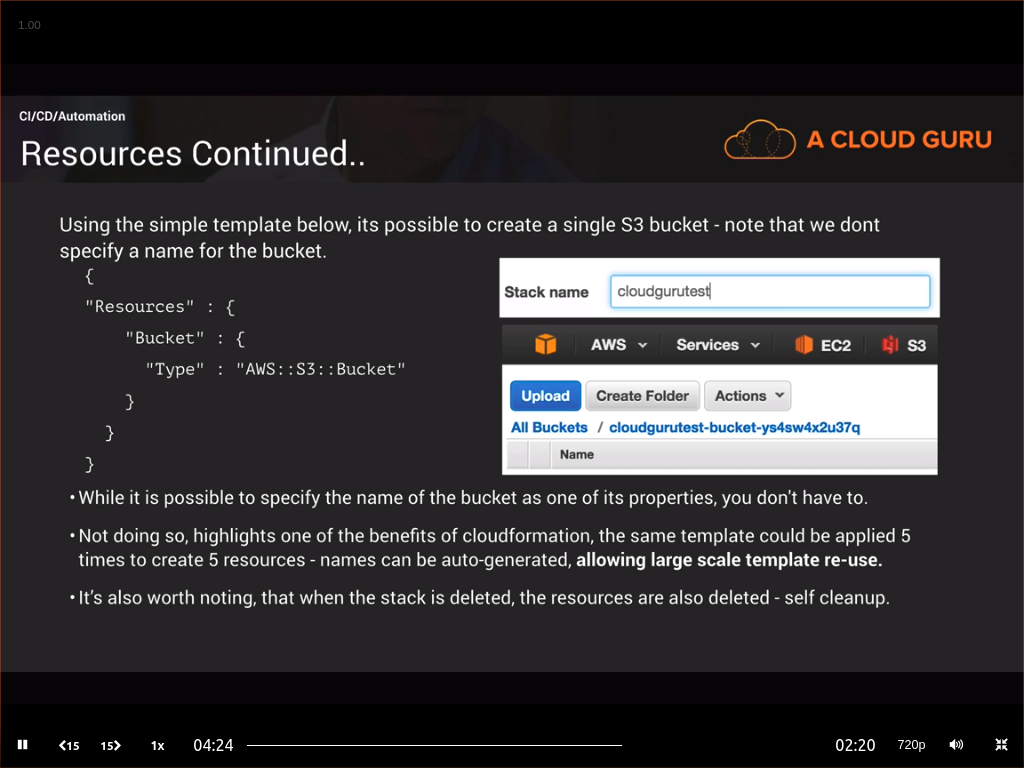 1.00
CI/CD/Automation
Resources Continued..
A CLOUD GURU
Using the simple template below, its possible to create a single S3 bucket - note that we dont
specify a name for the bucket.
{
"Resources" : {
"Bucket" : {
"Type" : "AWS::S3::Bucket"
}
}
}
Stack name cloudgurutest
AWS Services EC2 S3
Upload Create Folder Actions
All Buckets / cloudgurutest-bucket-ys4sw4x2u37q
Name
• While it is possible to specify the name of the bucket as one of its properties, you don't have to.
• Not doing so, highlights one of the benefits of cloudformation, the same template could be applied 5
times to create 5 resources - names can be auto-generated, allowing large scale template re-use.
• It's also worth noting, that when the stack is deleted, the resources are also deleted - self cleanup.
15 15 1x 04:24 02:20 720p